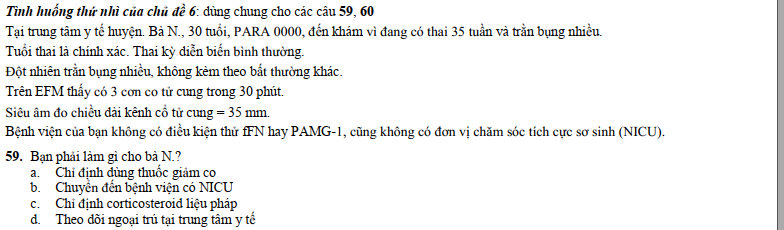 Tình huống thứ nhì của chủ đề 6: dùng chung cho các câu 59, 60
Tại trung tâm y tế huyện. Bà N., 30 tuổi, PARA 0000, đến khám vì đang có thai 35 tuần và trằn bụng nhiều.
Tuổi thai là chính xác. Thai kỳ diễn biến bình thường.
Đột nhiên trằn bụng nhiều, không kèm theo bất thường khác.
Trên EFM thấy có 3 cơn co tử cung trong 30 phút.
Siêu âm đo chiều dài kênh cổ tử cung = 35 mm.
Bệnh viện của bạn không có điều kiện thử fFN hay PAMG-1, cũng không có đơn vị chăm sóc tích cực sơ sinh (NICU).
59. Bạn phải làm gì cho bà N.?
a. Chỉ định dùng thuốc giảm co
b. Chuyển đến bệnh viện có NICU
c. Chỉ định corticosteroid liệu pháp
d. Theo dõi ngoại trú tại trung tâm y tế